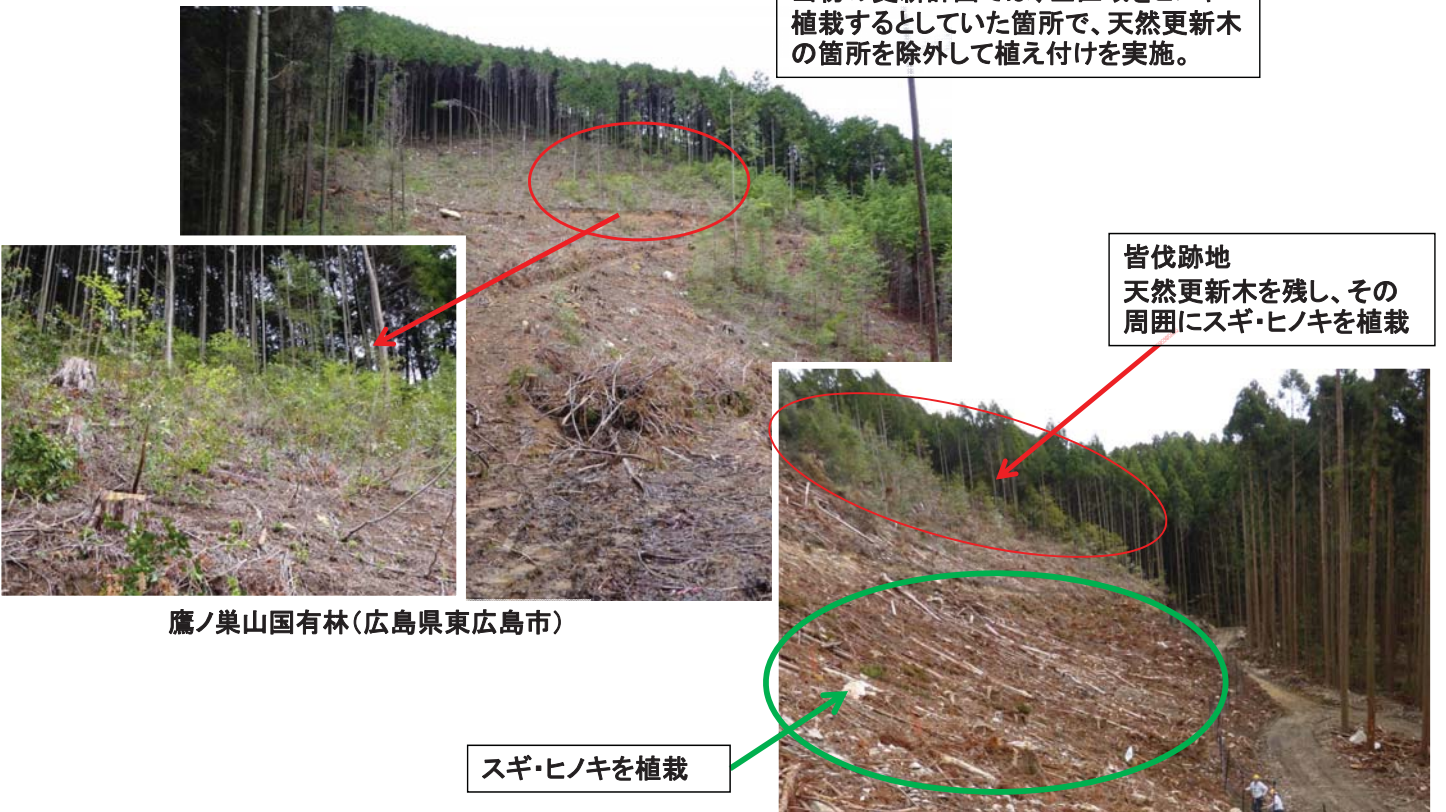 植栽するとしていた箇所で、天然更新木
の箇所を除外して植え付けを実施。
皆伐跡地
天然更新木を残し、その
周囲にスギ・ヒノキを植栽
鷹ノ巣山国有林（広島県東広島市）
スギ・ヒノキを植栽